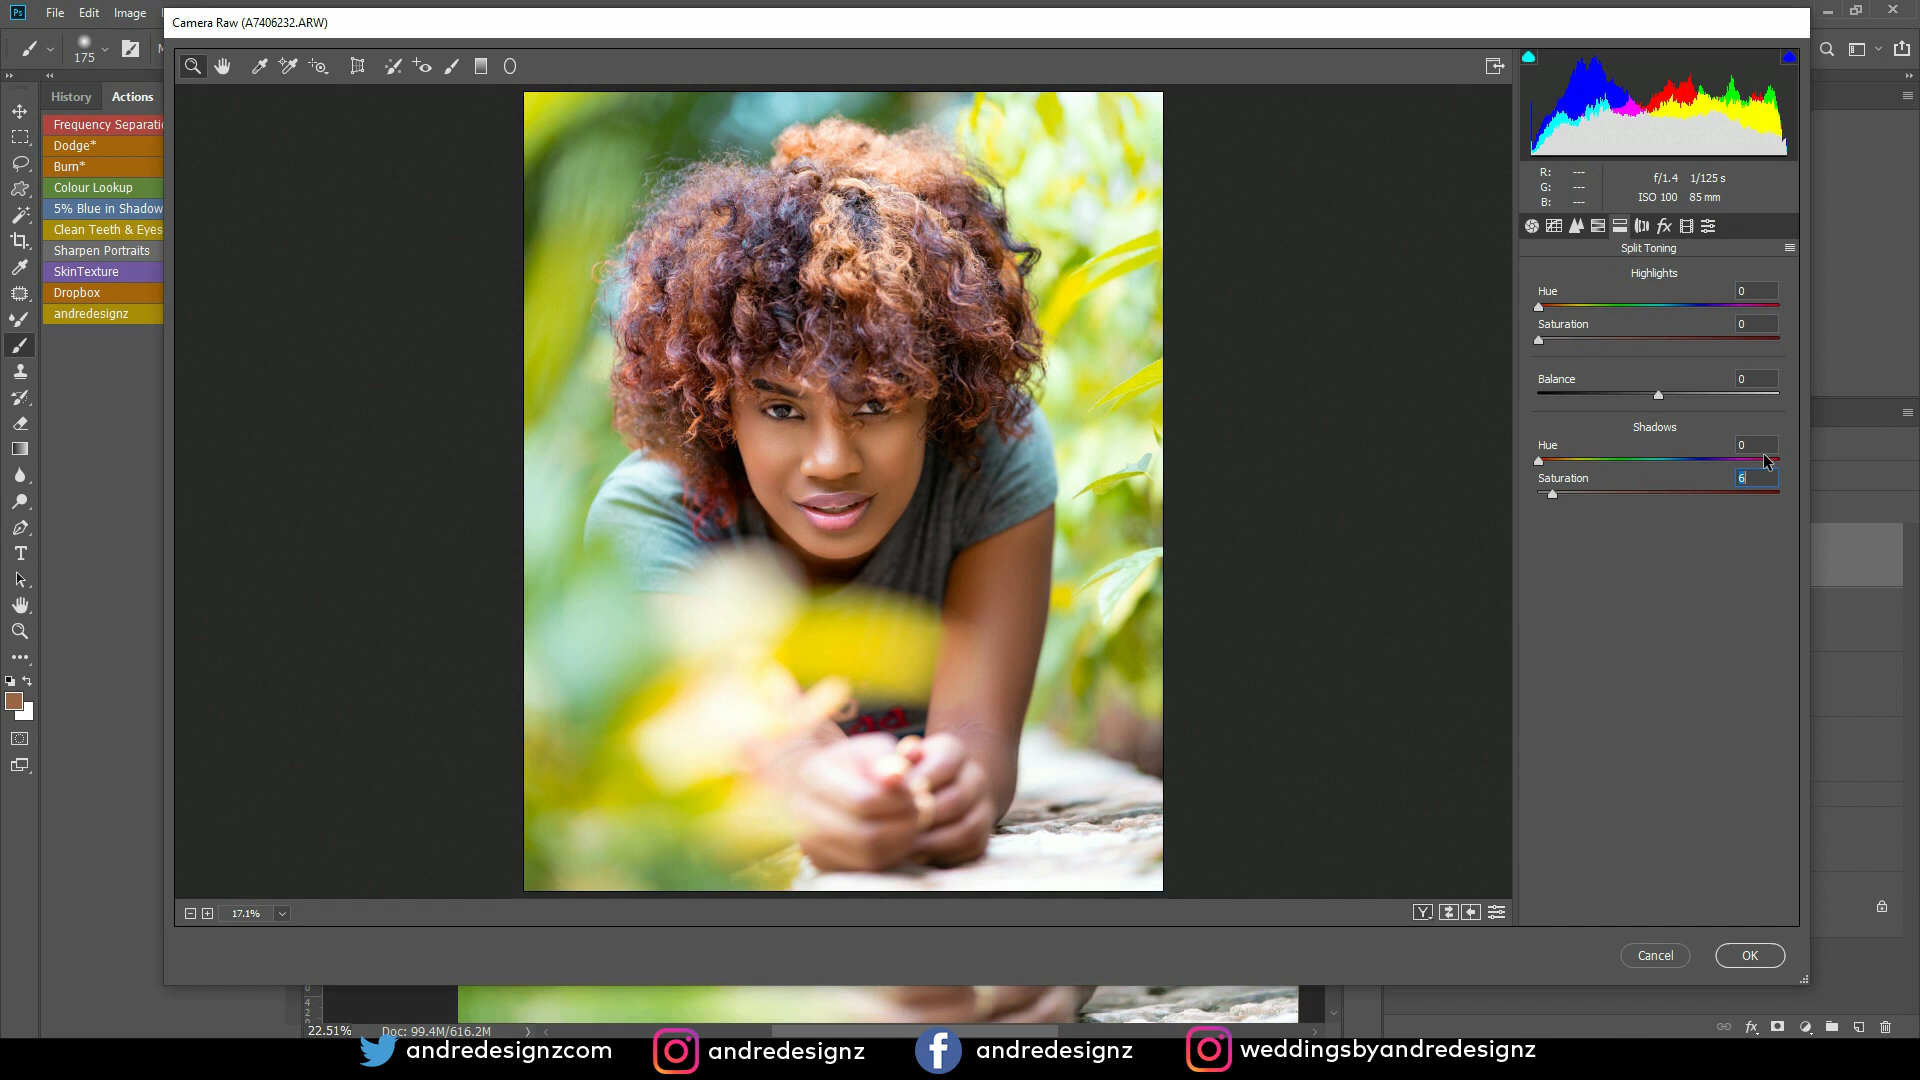 Ps File Edit Image
Camera Raw (A7406232.ARW)
175
History Actions
Frequency Separatio
Dodge*
Burn*
Colour Lookup
5% Blue in Shadow
Clean Teeth & Eyes
Sharpen Portraits
SkinTexture
Dropbox
andredesignz
R: ---
G: ---
B: ---
f/1.4 1/125 s
ISO 100 85 mm
Split Toning
Highlights
Hue 0
Saturation 0
Balance 0
Shadows
Hue 0
Saturation 6
17.1%
Y
Cancel OK
22.51% Doc: 99.4M/616.2M
andredesignzcom andredesignz andredesignz weddingsbyandredesignz